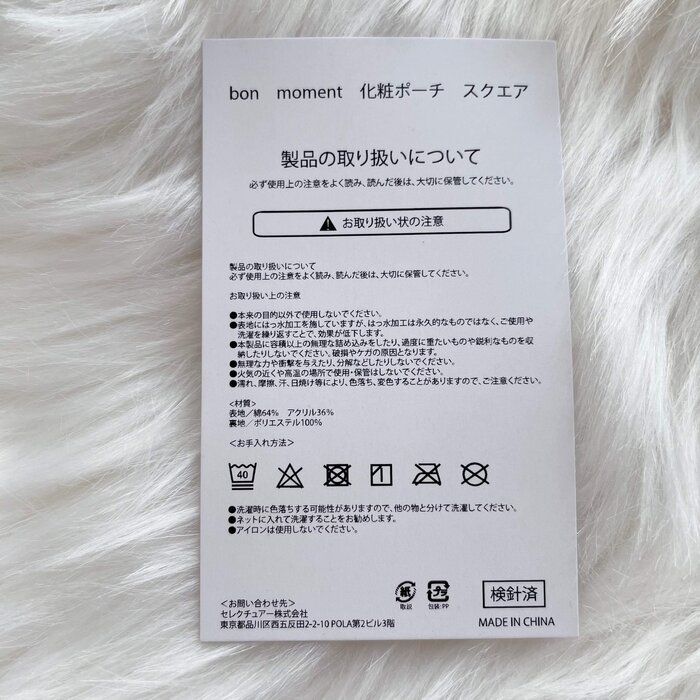 bon moment 化粧ポーチ スクエア
製品の取り扱いについて
必ず使用上の注意をよく読み、読んだ後は、大切に保管してください。
お取り扱い状の注意
製品の取り扱いについて
必ず使用上の注意をよく読み、読んだ後は、大切に保管してください。
お取り扱い上の注意
●本来の目的以外で使用しないでください。
●表地にはっ水加工を施していますが、はっ水加工は永久的なものではなく、ご使用や
洗濯を繰り返すことで、効果が低下します。
●本製品に容積以上の無理な詰め込みをしたり、過度に重たいものや鋭利なものを収
納したりしないでください。破損やケガの原因となります。
●無理な力や衝撃を与えたり、分解などしたりしないでください。
●火気の近くや高温の場所で使用・保管はしないでください。
●濡れ、摩擦、汗、日焼け等により、色落ち、変色することがありますので、ご注意ください。
<材質>
表地／綿64% アクリル36%
裏地／ポリエステル100%
<お手入れ方法>
40
●洗濯時に色落ちする可能性がありますので、他の物と分けて洗濯してください。
●ネットに入れて洗濯することをお勧めします。
●アイロンは使用しないでください。
<お問い合わせ先>
セレクチュアー株式会社
東京都品川区西五反田2-2-10 POLA第2ビル3階
紙
取説
プラ
包装:PP
検針済
MADE IN CHINA